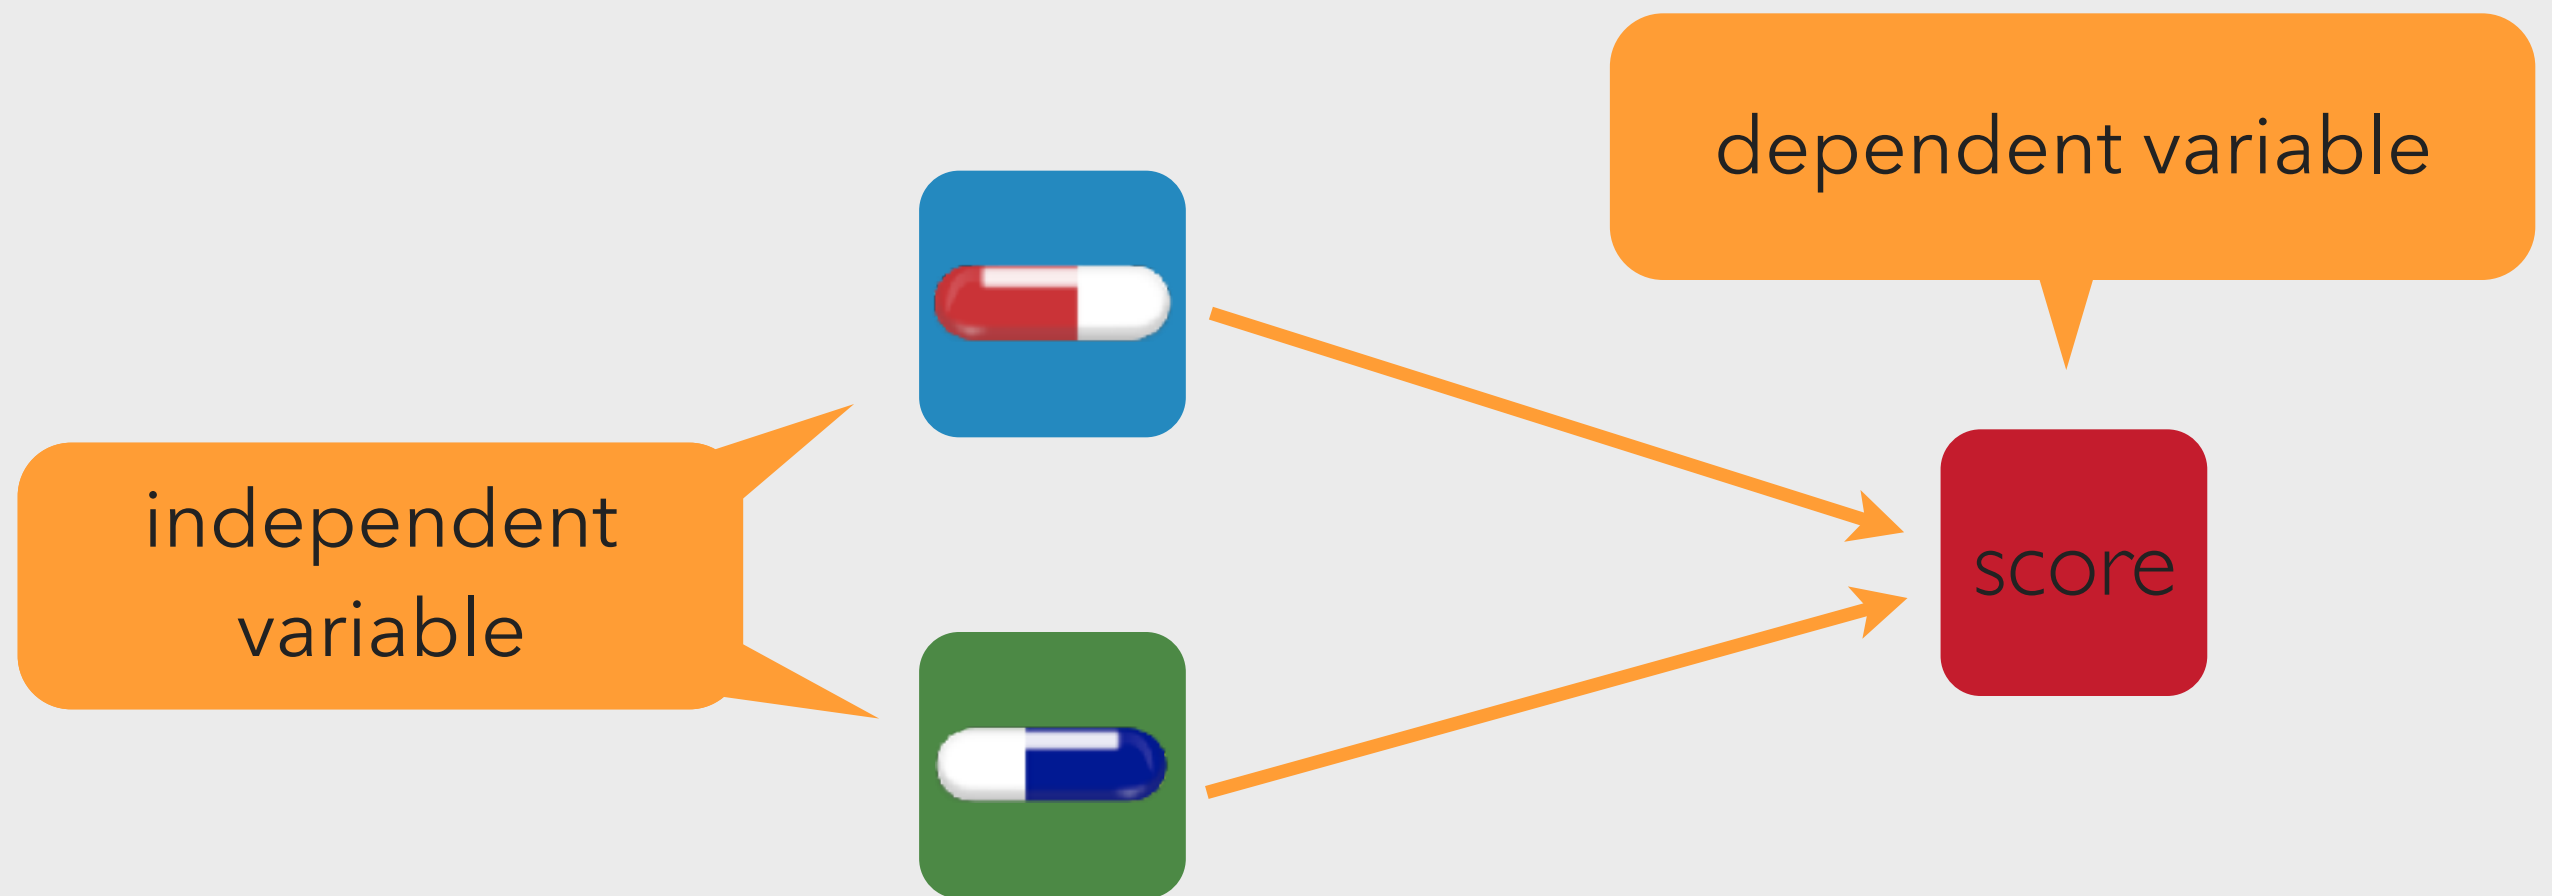 dependent variable
independent
variable
score